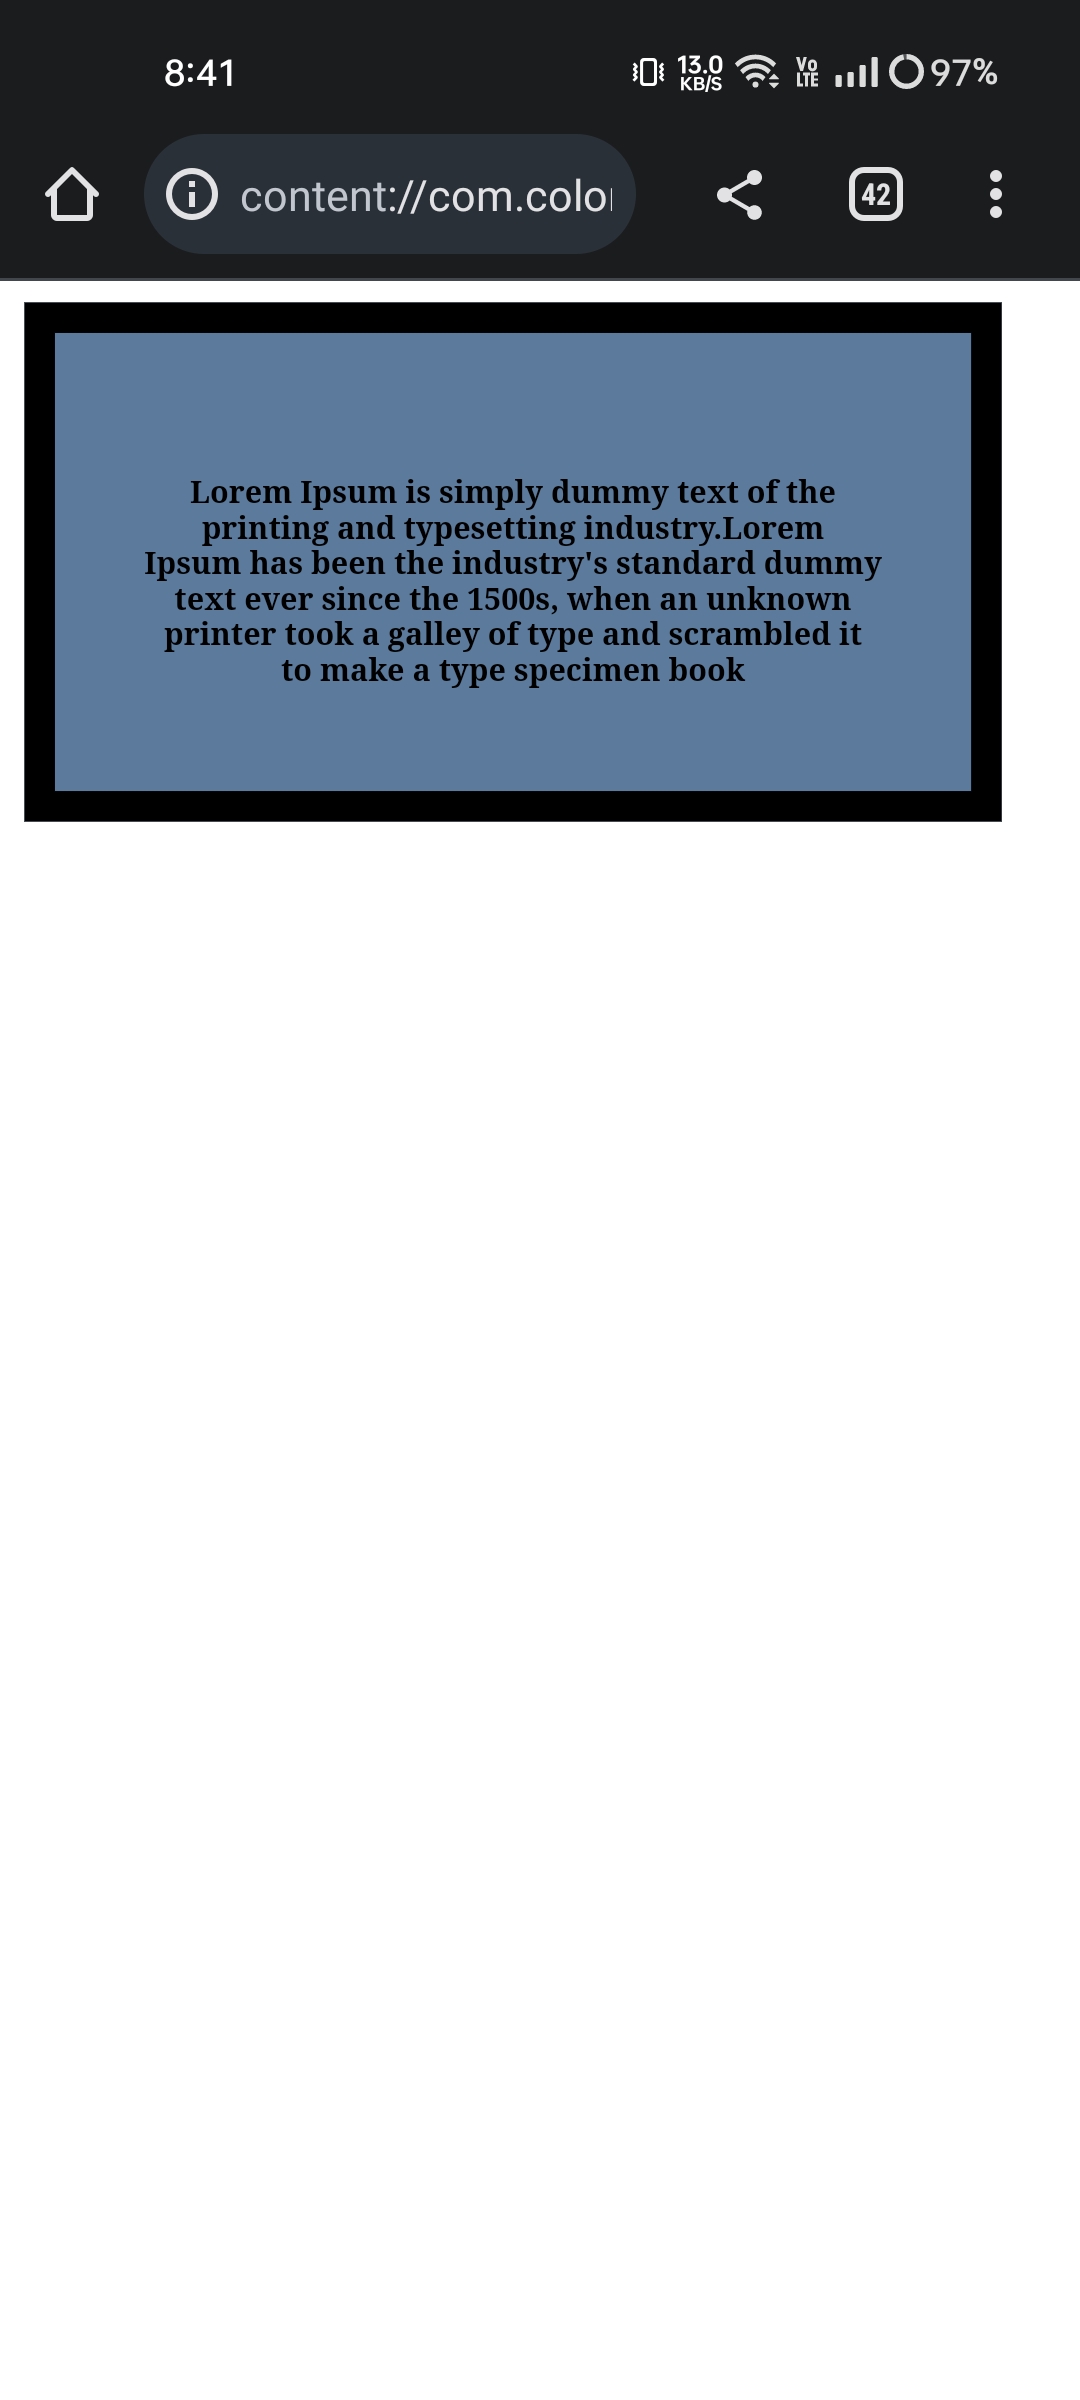 8:41 13.0 KB/S Vo LTE 97%
content://com.color 42
Lorem Ipsum is simply dummy text of the
printing and typesetting industry.Lorem
Ipsum has been the industry's standard dummy
text ever since the 1500s, when an unknown
printer took a galley of type and scrambled it
to make a type specimen book